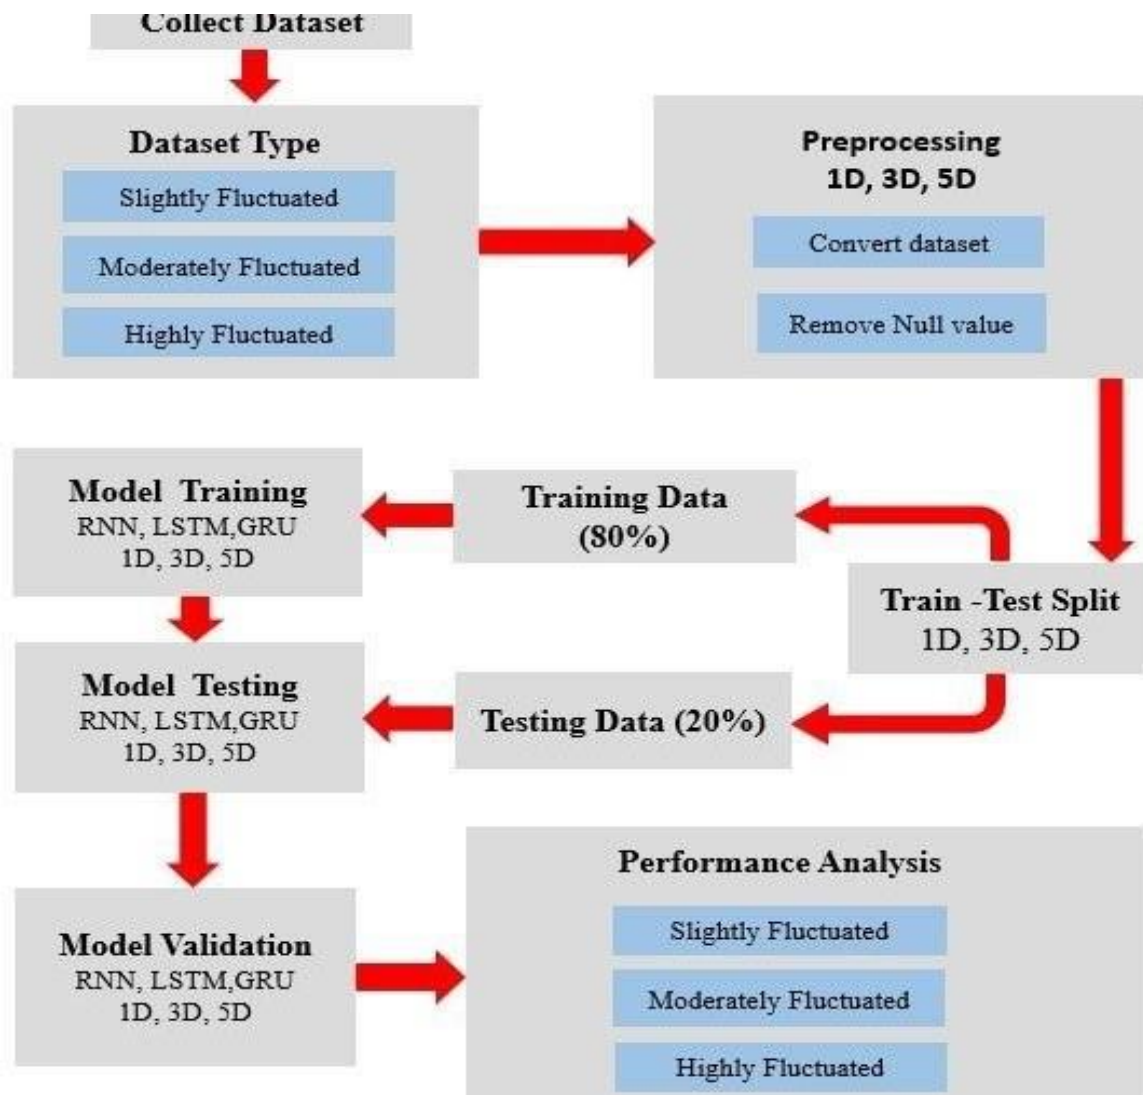 Collect Dataset
Dataset Type
Slightly Fluctuated
Moderately Fluctuated
Highly Fluctuated
Preprocessing
1D, 3D, 5D
Convert dataset
Remove Null value
Train -Test Split
1D, 3D, 5D
Training Data
(80%)
Testing Data (20%)
Model  Training
RNN, LSTM,GRU
1D, 3D, 5D
Model  Testing
RNN, LSTM,GRU
1D, 3D, 5D
Model Validation
RNN, LSTM,GRU
1D, 3D, 5D
Performance Analysis
Slightly Fluctuated
Moderately Fluctuated
Highly Fluctuated